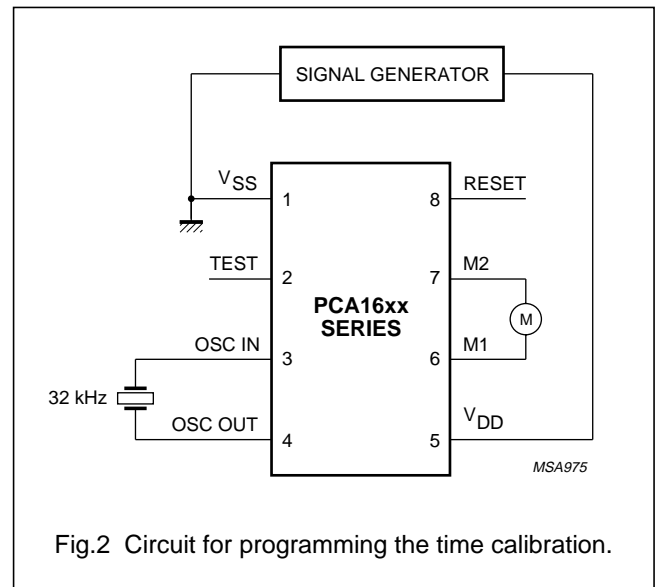 SIGNAL GENERATOR
VSS
1
8
RESET
TEST
2
7
M2
PCA16xx
SERIES
M
OSC IN
3
6
M1
32 kHz
OSC OUT
4
5
VDD
MSA975
Fig.2 Circuit for programming the time calibration.